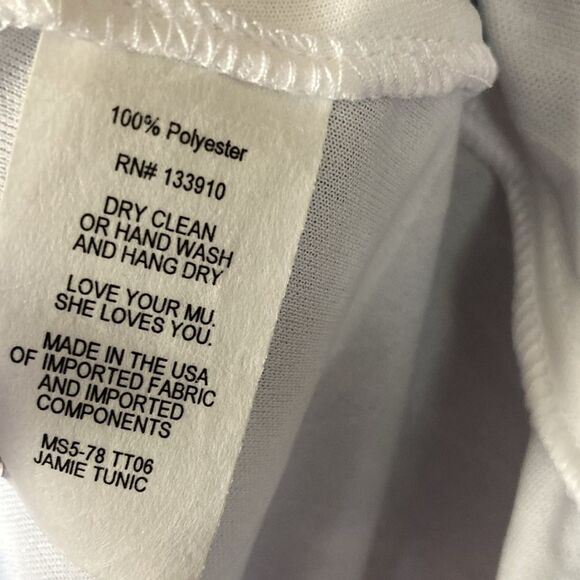 100% Polyester
RN# 133910
DRY CLEAN
OR HAND WASH
AND HANG DRY
LOVE YOUR MU.
SHE LOVES YOU.
MADE IN THE USA
OF IMPORTED FABRIC
AND IMPORTED
COMPONENTS
MS5-78 TT06
JAMIE TUNIC